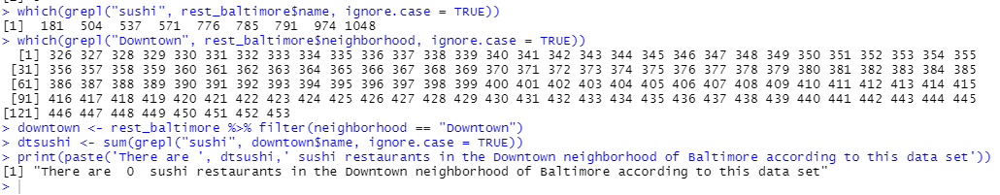 > which(grepl("sushi", rest_baltimore$name, ignore.case = TRUE))
[1]  181  504  537  571  776  785  791  974 1048
> which(grepl("Downtown", rest_baltimore$neighborhood, ignore.case = TRUE))
  [1] 326 327 328 329 330 331 332 333 334 335 336 337 338 339 340 341 342 343 344 345 346 347 348 349 350 351 352 353 354 355
 [31] 356 357 358 359 360 361 362 363 364 365 366 367 368 369 370 371 372 373 374 375 376 377 378 379 380 381 382 383 384 385
 [61] 386 387 388 389 390 391 392 393 394 395 396 397 398 399 400 401 402 403 404 405 406 407 408 409 410 411 412 413 414 415
 [91] 416 417 418 419 420 421 422 423 424 425 426 427 428 429 430 431 432 433 434 435 436 437 438 439 440 441 442 443 444 445
[121] 446 447 448 449 450 451 452 453
> downtown <- rest_baltimore %>% filter(neighborhood == "Downtown")
> dtsushi <- sum(grepl("sushi", downtown$name, ignore.case = TRUE))
> print(paste('There are ', dtsushi,' sushi restaurants in the Downtown neighborhood of Baltimore according to this data set'))
[1] "There are  0  sushi restaurants in the Downtown neighborhood of Baltimore according to this data set"
>